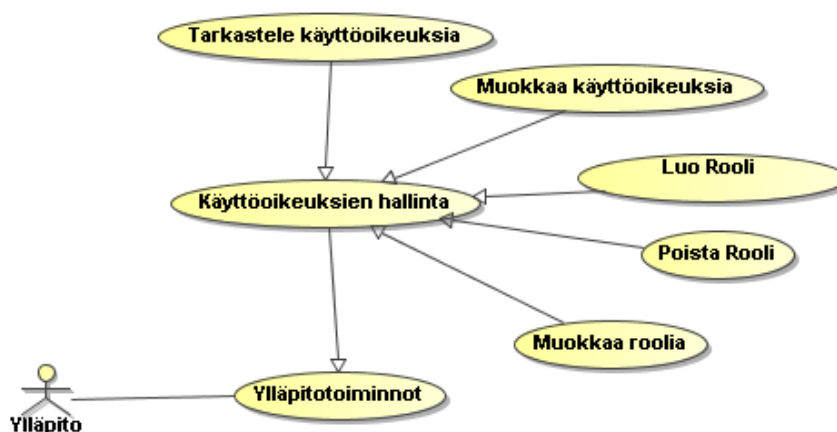 Tarkastele käyttöoikeuksia
Muokkaa käyttöoikeuksia
Luo Rooli
Käyttöoikeuksien hallinta
Poista Rooli
Muokkaa roolia
Ylläpitotoiminnot
Ylläpito